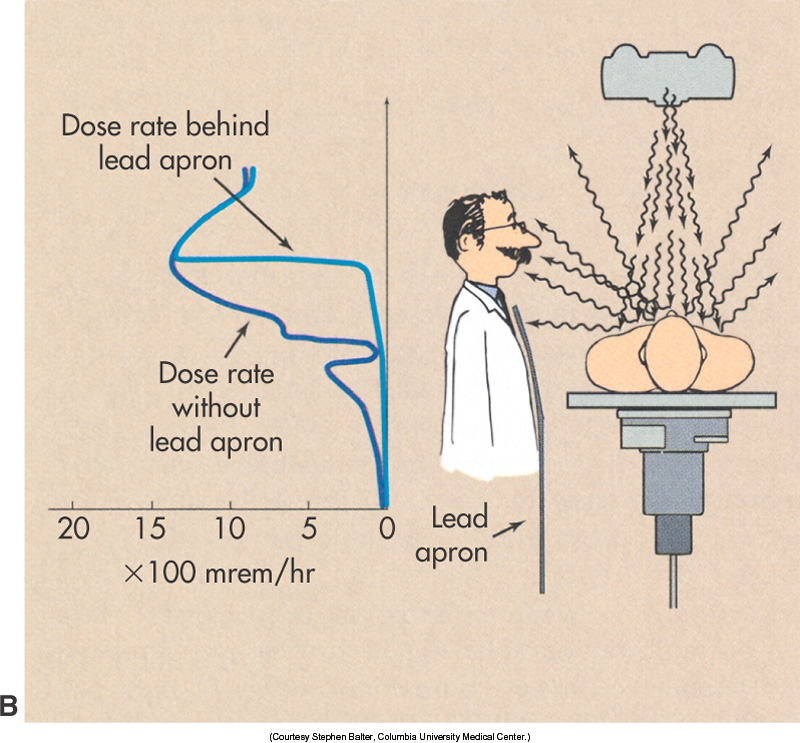 Dose rate behind
lead apron
Dose rate
without
lead apron
20 15 10 5 0
×100 mrem/hr
Lead
apron
B
(Courtesy Stephen Balter, Columbia University Medical Center.)